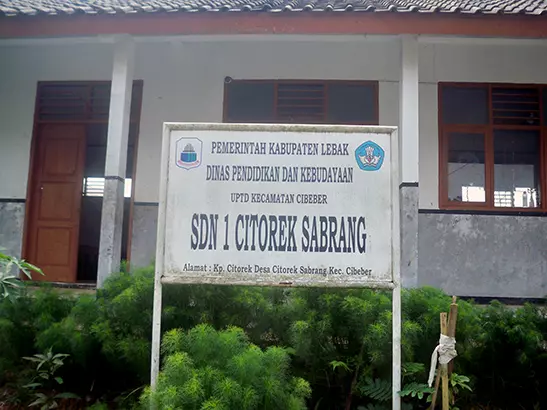 PEMERINTAH KABUPATEN LEBAK
DINAS PENDIDIKAN DAN KEBUDAYAAN
UPTD KECAMATAN CIBEBER
SDN 1 CITOREK SABRANG
Alamat : Kp. Citorek Desa Citorek Sabrang Kec. Cibeber